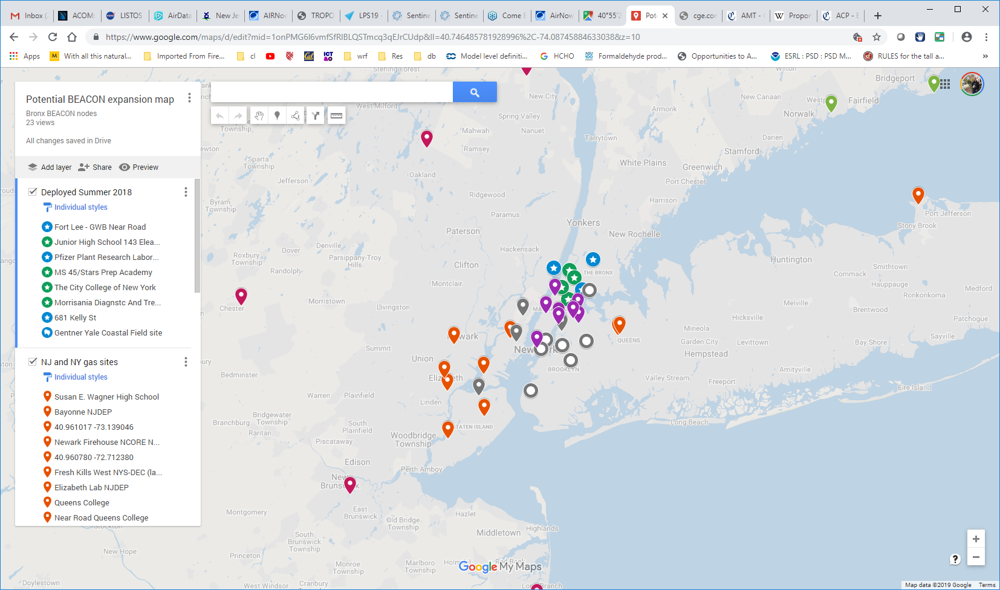 Inbox (
ACOM
LISTOS
AirData
New Je
AIRNov
TROPO
LPS19 -
Sentine
Sentine
Come E
AirNow
40°55'2
Pot
cge.co
AMT -
Propor
ACP - E
https://www.google.com/maps/d/edit?mid=1onPMG6I6vmfSfRIBLQSTmcq3qEJrCUdp&ll=40.746485781928996%2C-74.08745884633038&z=10
Apps
With all this natural...
Imported From Fire...
cl
wrf
Res
db
Model level definiti...
HCHO
Formaldehyde prod...
Opportunities to A...
ESRL : PSD : PSD M...
RULES for the tall a...
»
Potential BEACON expansion map
Bronx BEACON nodes
23 views
All changes saved in Drive
Add layer
Share
Preview
Deployed Summer 2018
Individual styles
Fort Lee - GWB Near Road
Junior High School 143 Elea...
Pfizer Plant Research Labor...
MS 45/Stars Prep Academy
The City College of New York
Morrisania Diagnstc And Tre...
681 Kelly St
Gentner Yale Coastal Field site
NJ and NY gas sites
Individual styles
Susan E. Wagner High School
Bayonne NJDEP
40.961017 -73.139046
Newark Firehouse NCORE N...
40.960780 -72.712380
Fresh Kills West NYS-DEC (la...
Elizabeth Lab NJDEP
Queens College
Near Road Queens College
Sterling Forest
Wilton
Bridgeport
New City
New Canaan
Fairfield
West Milford
Armonk
Norwalk
Spring Valley
Mahwah
Nanuet
Tarrytown
Darien
Ramsey
Stamford
Sparta
Township
White Plains
Greenwich
Oakland
Jefferson
Port Chester
Ridgewood
Harrison
Byram
Township
Paramus
Port Jefferson
Yonkers
Stony Brook
Paterson
New Rochelle
Denville
Dover
Hackensack
Roxbury
Township
Parsippany-Troy
Hills
Huntington
Clifton
Smithtown
Randolph
THE BRONX
Commack
Hauppauge
Medford
Montclair
Ronkonkoma
Morristown
Melville
Chester
Livingston
Brentwood
Hicksville
Patchogue
Mineola
Sayville
QUEENS
Garden City
Levittown
Bay Shore
Summit
Hempstead
Union
BROOKLYN
Amityville
Bedminster
Valley Stream
Freeport
Fire Island
Warren
Plainfield
Linden
Bridgewater
Township
Raritan
Branchburg
South
Plainfield
Long Beach
STATEN ISLAND
Woodbridge
Township
Piscataway
Edison
Perth Amboy
New
Brunswick
Montgomery
East
Brunswick
Hazlet
Old Bridge
Township
Highlands
Stockton
Middletown
South
Brunswick
Township
New Hope
Princeton
Monroe
Township
Marlboro
Township
Google My Maps
Doylestown
West Windsor
Cranbury
Township
Long Branch
Map data ©2019 Google
Terms